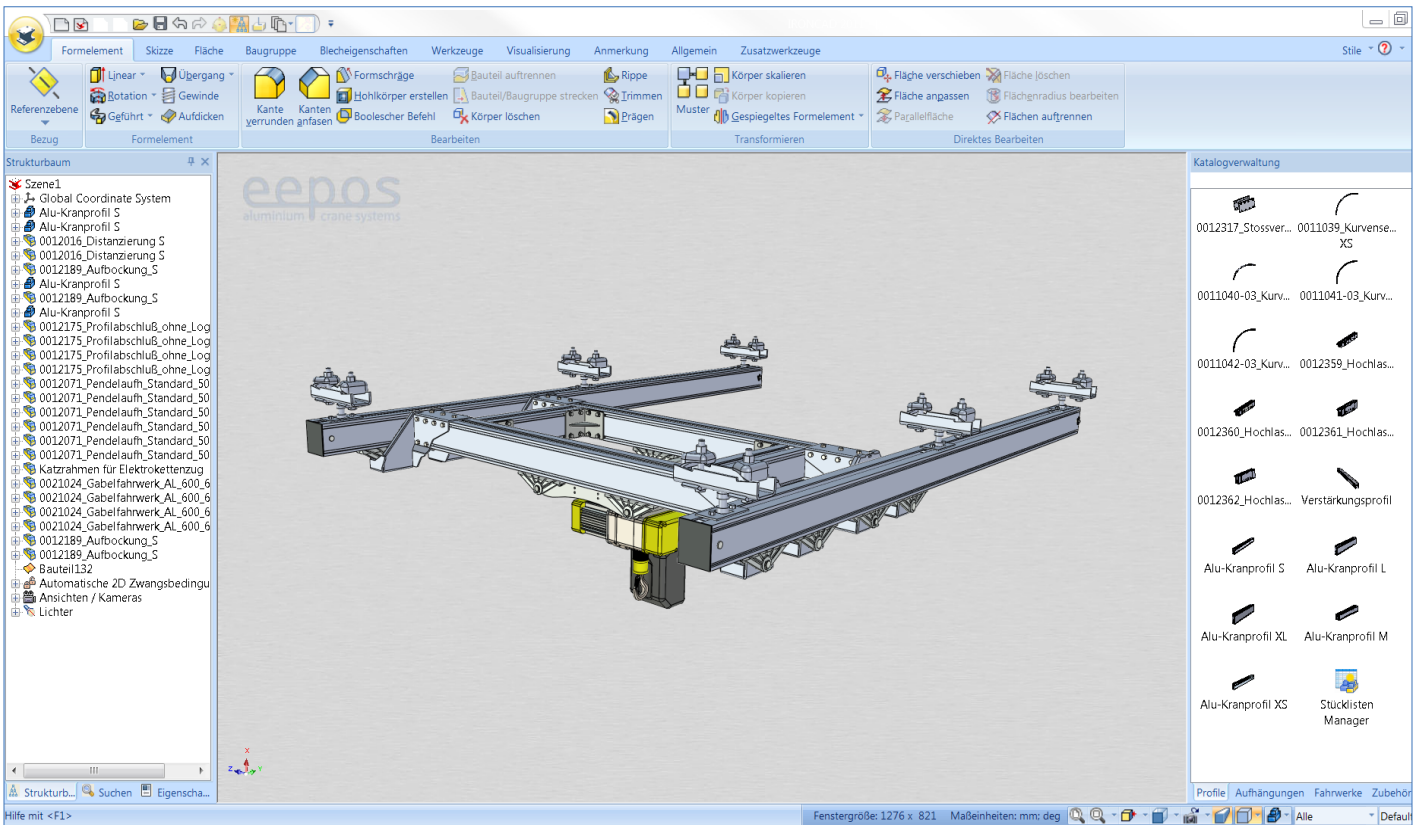 Formelement Skizze Fläche Baugruppe Blecheigenschaften Werkzeuge Visualisierung Anmerkung Allgemein Zusatzwerkzeuge Stile
Linear Übergang Formschräge Bauteil auftrennen Rippe Körper skalieren Fläche verschieben Fläche löschen
Referenzebene Rotation Gewinde Kante verrunden Kanten anfasen Hohlkörper erstellen Bauteil/Baugruppe strecken Trimmen Muster Körper kopieren Fläche anpassen Flächenradius bearbeiten
Geführt Aufdicken Boolescher Befehl Körper löschen Prägen Gespiegeltes Formelement Parallelfläche Flächen auftrennen
Bezug Formelement Bearbeiten Transformieren Direktes Bearbeiten
Strukturbaum
Szene1
Global Coordinate System
Alu-Kranprofil S
Alu-Kranprofil S
0012016_Distanzierung S
0012016_Distanzierung S
0012189_Aufbockung_S
Alu-Kranprofil S
0012189_Aufbockung_S
Alu-Kranprofil S
0012175_Profilabschluß_ohne_Log
0012175_Profilabschluß_ohne_Log
0012175_Profilabschluß_ohne_Log
0012175_Profilabschluß_ohne_Log
0012071_Pendelaufh_Standard_50
0012071_Pendelaufh_Standard_50
0012071_Pendelaufh_Standard_50
0012071_Pendelaufh_Standard_50
0012071_Pendelaufh_Standard_50
0012071_Pendelaufh_Standard_50
Katzrahmen für Elektrokettenzug
0021024_Gabelfahrwerk_AL_600_6
0021024_Gabelfahrwerk_AL_600_6
0021024_Gabelfahrwerk_AL_600_6
0021024_Gabelfahrwerk_AL_600_6
0012189_Aufbockung_S
0012189_Aufbockung_S
Bauteil132
Automatische 2D Zwangsbedingu
Ansichten / Kameras
Lichter
Strukturb... Suchen Eigenscha...
eepos
aluminium crane systems
X
Z Y
Katalogverwaltung
0012317_Stossver... 0011039_Kurvense...
XS
0011040-03_Kurv... 0011041-03_Kurv...
0011042-03_Kurv... 0012359_Hochlas...
0012360_Hochlas... 0012361_Hochlas...
0012362_Hochlas... Verstärkungsprofil
Alu-Kranprofil S Alu-Kranprofil L
Alu-Kranprofil XL Alu-Kranprofil M
Alu-Kranprofil XS Stücklisten
Manager
Profile Aufhängungen Fahrwerke Zubehör
Hilfe mit <F1> Fenstergröße: 1276 x 821 Maßeinheiten: mm; deg Alle Default